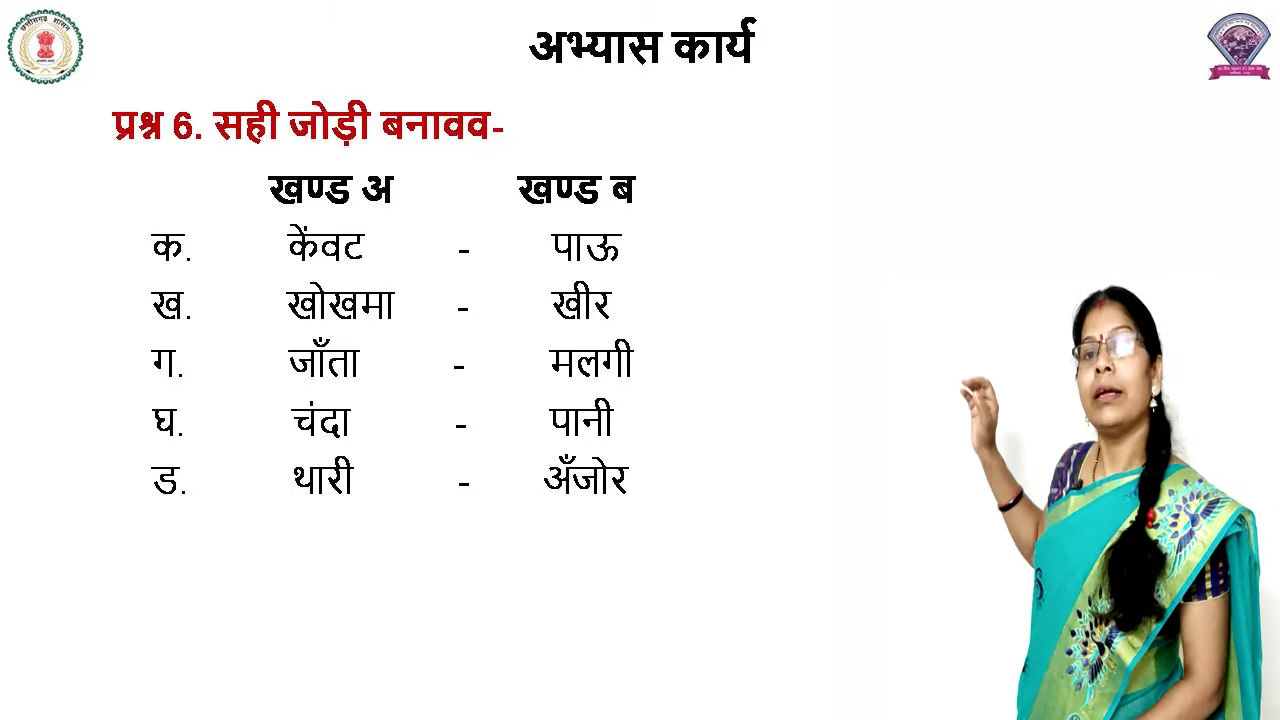 अभ्यास कार्य
प्रश्न 6. सही जोड़ी बनावव-
खण्ड अ खण्ड ब
क. केंवट - पाऊ
ख. खोखमा - खीर
ग. जाँता - मलगी
घ. चंदा - पानी
ड. थारी - अँजोर